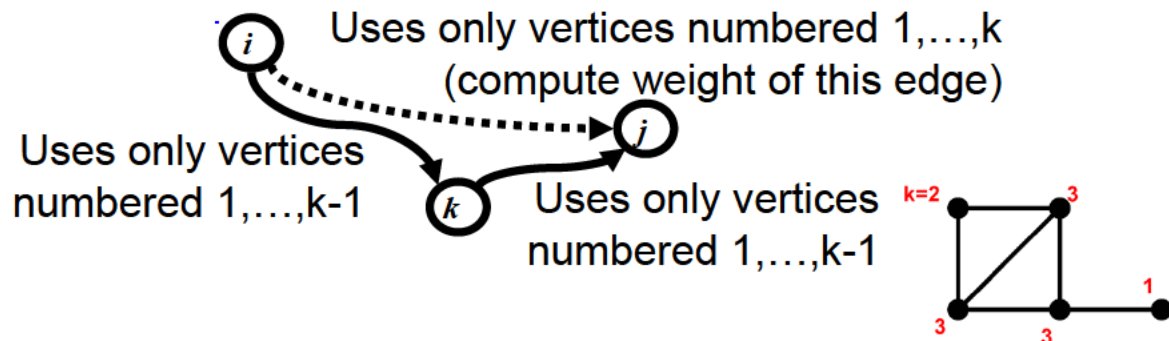 i
Uses only vertices numbered 1,…,k
(compute weight of this edge)
j
Uses only vertices
numbered 1,…,k-1
k
Uses only vertices
numbered 1,…,k-1
k=2
3
1
3
3